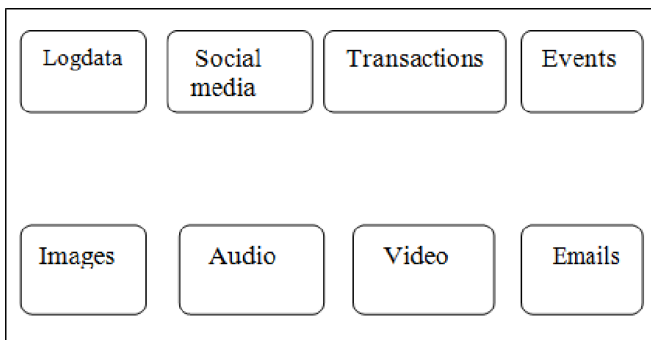 Logdata
Social
media
Transactions
Events
Images
Audio
Video
Emails